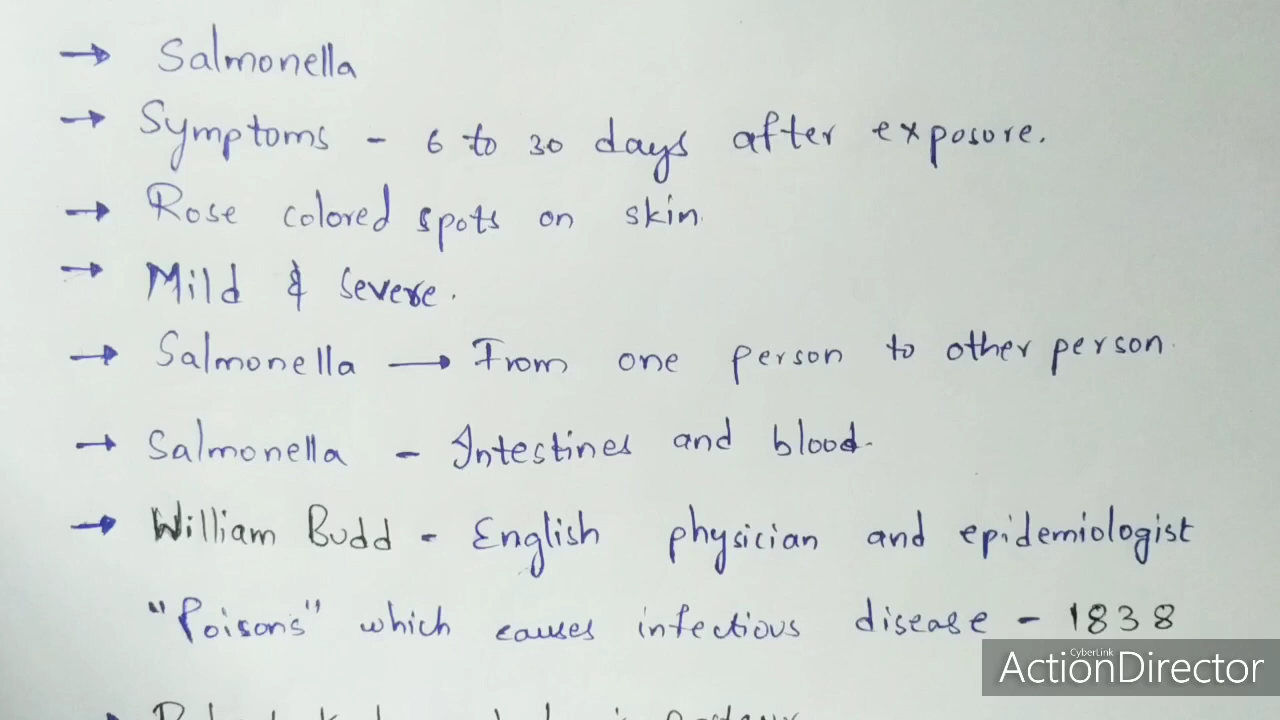 → Salmonella
→ Symptoms - 6 to 30 days after exposure.
→ Rose colored spots on skin.
→ Mild & severe.
→ Salmonella → From one person to other person.
→ Salmonella - Intestines and blood.
→ William Budd - English physician and epidemiologist
"Poisons" which causes infectious disease - 1838
CyberLink
ActionDirector